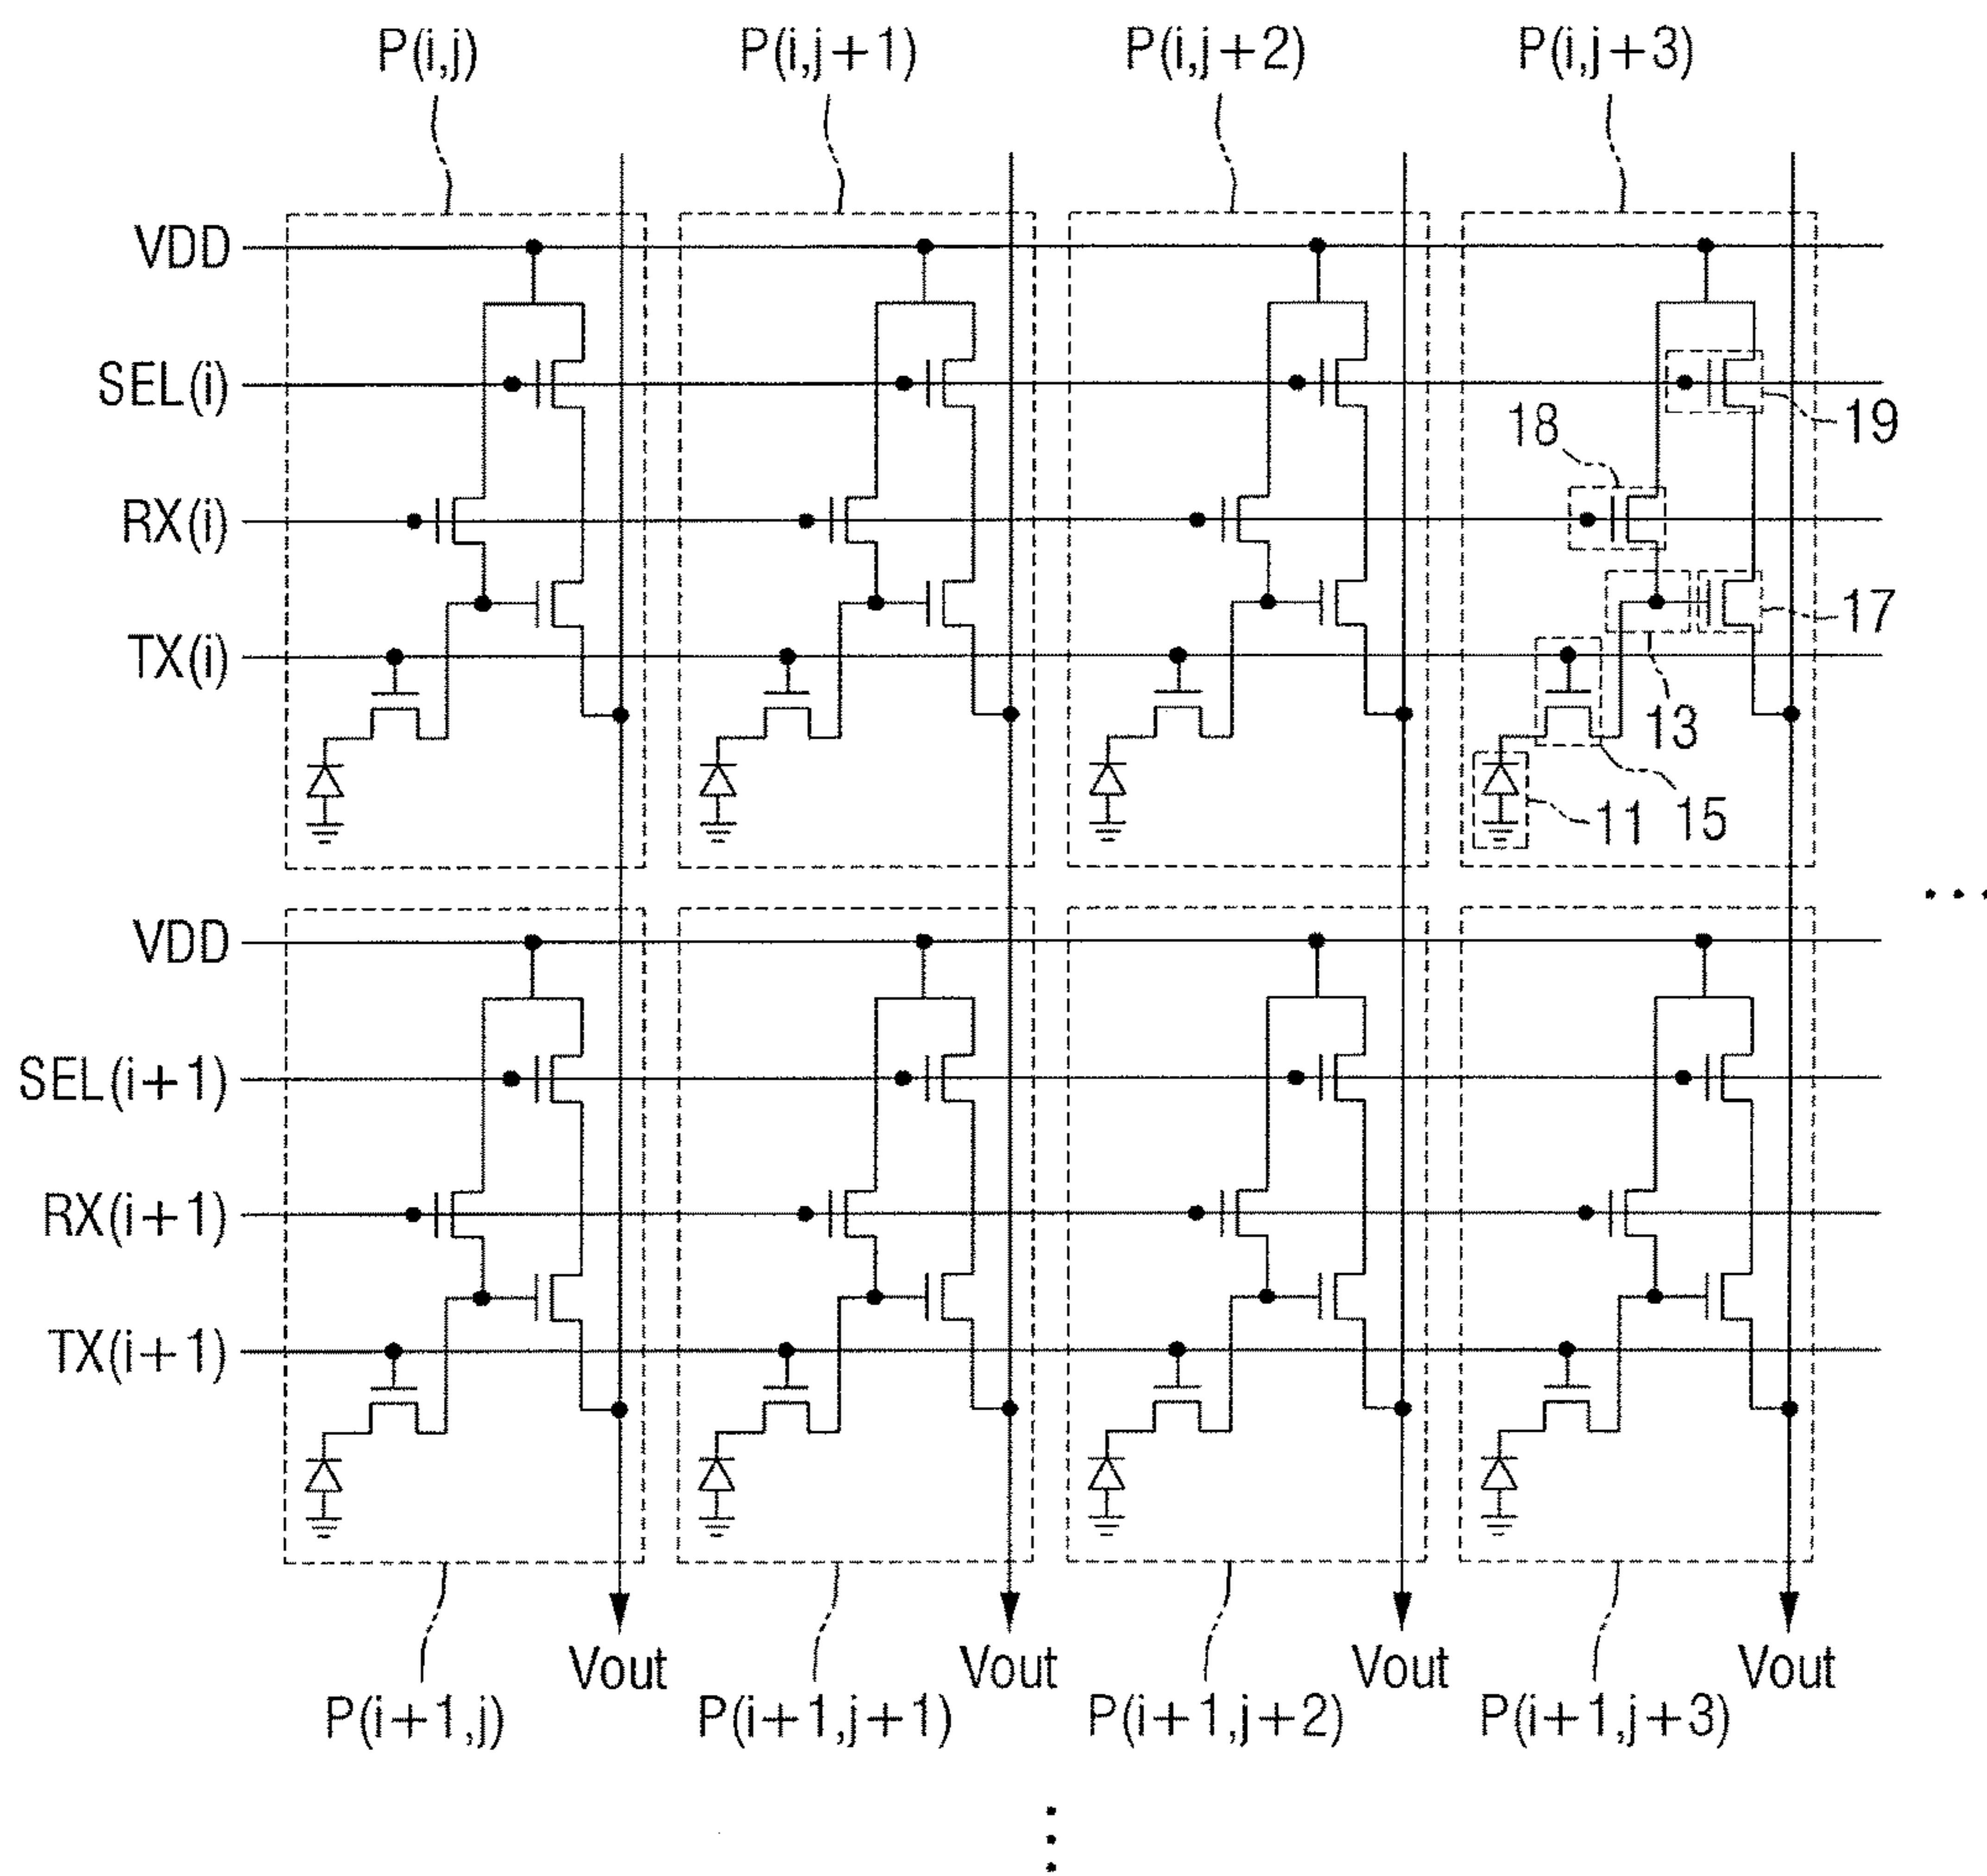 P(i,j) P(i,j+1) P(i,j+2) P(i,j+3)
VDD
SEL(i)
19
18
RX(i)
17
TX(i)
13
11 15
...
VDD
SEL(i+1)
RX(i+1)
TX(i+1)
Vout Vout Vout Vout
P(i+1,j) P(i+1,j+1) P(i+1,j+2) P(i+1,j+3)